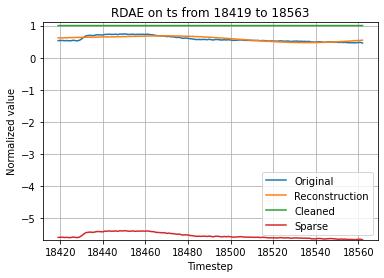 RDAE on ts from 18419 to 18563
Normalized value
1
0
−1
−2
−3
−4
−5
18420 18440 18460 18480 18500 18520 18540 18560
Timestep
Original
Reconstruction
Cleaned
Sparse